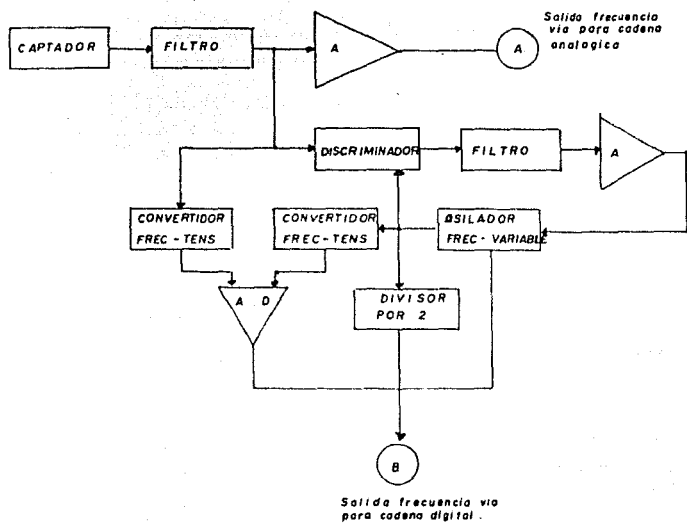 Salida frecuencia
via para cadena
analogica
CAPTADOR
FILTRO
A
A
DISCRIMINADOR
FILTRO
A
CONVERTIDOR
FREC-TENS
CONVERTIDOR
FREC-TENS
OSILADOR
FREC-VARIABLE
A D
DIVISOR
POR 2
B
Salida frecuencia via
para cadena digital.